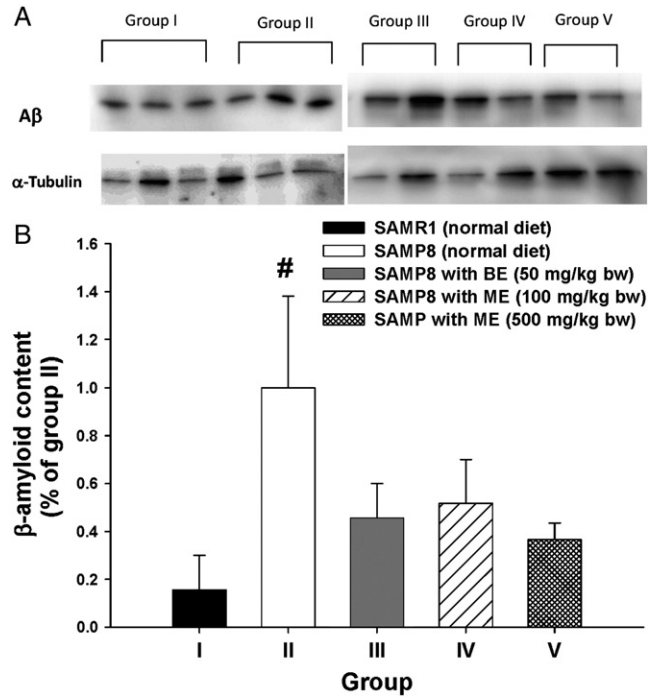 A
Group I Group II Group III Group IV Group V
Aβ
α-Tubulin
B
SAMR1 (normal diet)
SAMP8 (normal diet)
SAMP8 with BE (50 mg/kg bw)
SAMP8 with ME (100 mg/kg bw)
SAMP with ME (500 mg/kg bw)
#
β-amyloid content
(% of group II)
1.6
1.4
1.2
1.0
0.8
0.6
0.4
0.2
0.0
I II III IV V
Group